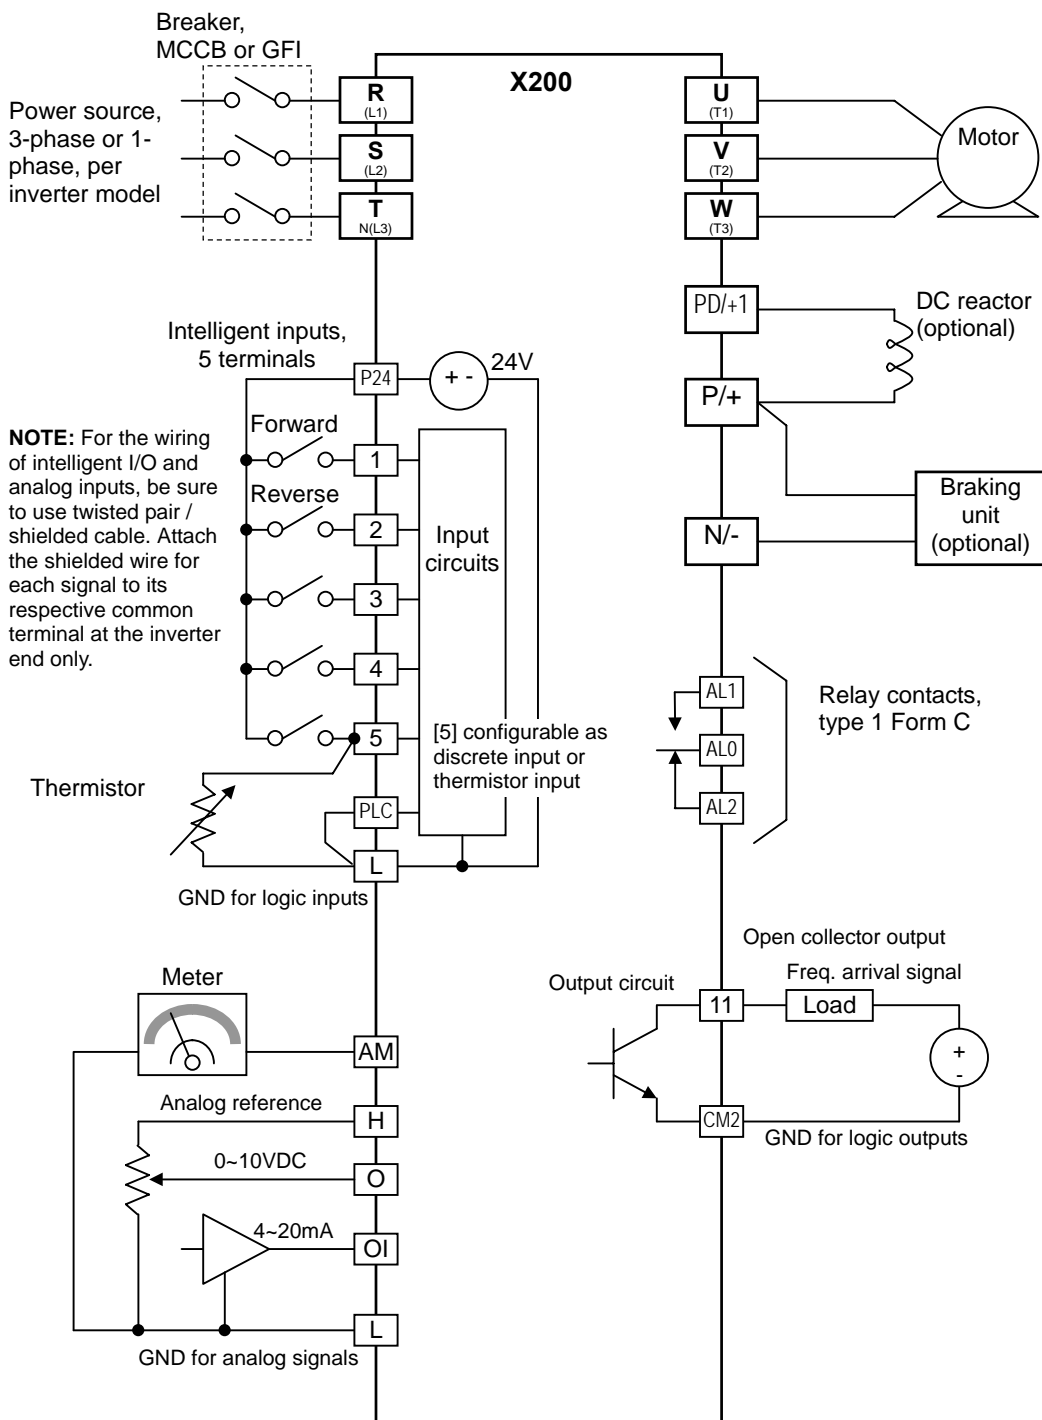 Breaker,
MCCB or GFI
X200
Power source,
3-phase or 1-
phase, per
inverter model
R
(L1)
S
(L2)
T
N(L3)
U
(T1)
V
(T2)
W
(T3)
Motor
PD/+1
DC reactor
(optional)
P/+
Braking
unit
(optional)
N/-
Intelligent inputs,
5 terminals
P24
+ -
24V
NOTE: For the wiring
of intelligent I/O and
analog inputs, be sure
to use twisted pair /
shielded cable. Attach
the shielded wire for
each signal to its
respective common
terminal at the inverter
end only.
Forward
1
Reverse
2
3
4
5
Input
circuits
[5] configurable as
discrete input or
thermistor input
Thermistor
PLC
L
GND for logic inputs
AL1
AL0
AL2
Relay contacts,
type 1 Form C
Open collector output
Output circuit
Freq. arrival signal
11
Load
+
-
CM2
GND for logic outputs
Meter
AM
Analog reference
H
0~10VDC
O
4~20mA
OI
L
GND for analog signals